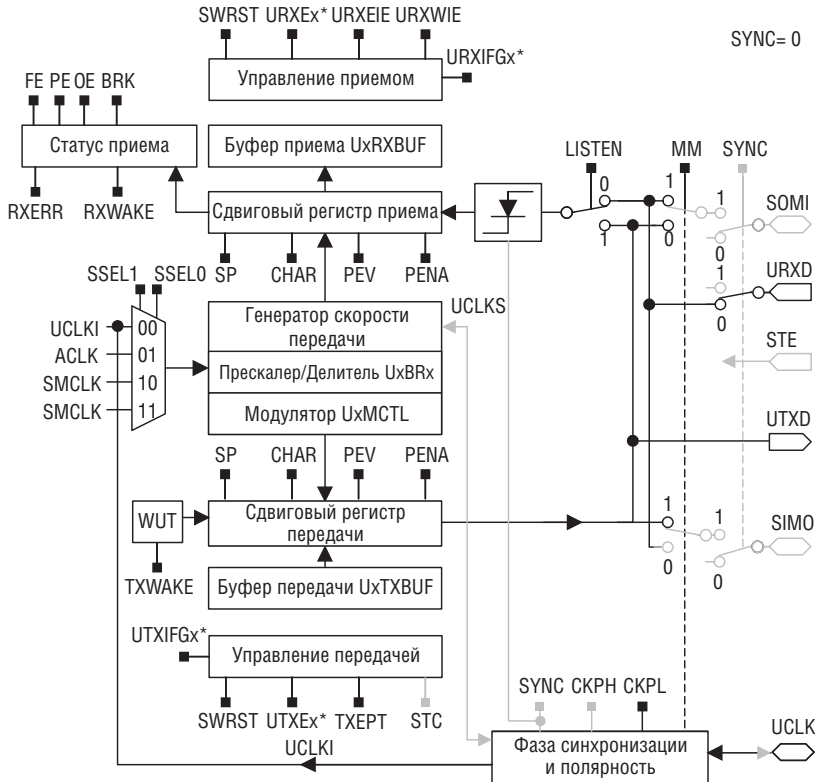 SWRST URXEx* URXEIE URXWIE
SYNC= 0
URXIFGx*
Управление приемом
FE PE OE BRK
Статус приема
Буфер приема UxRXBUF
LISTEN
MM
SYNC
0
1
1
SOMI
RXERR
RXWAKE
Сдвиговый регистр приема
1
0
0
SP
CHAR
PEV
PENA
SSEL1 SSEL0
UCLKS
1
URXD
0
UCLKI
00
Генератор скорости
передачи
ACLK
01
STE
SMCLK
10
Прескалер/Делитель UxBRx
SMCLK
11
Модулятор UxMCTL
UTXD
SP
CHAR
PEV
PENA
WUT
Сдвиговый регистр
передачи
1
1
SIMO
0
0
TXWAKE
Буфер передачи UxTXBUF
UTXIFGx*
Управление передачей
SYNC CKPH CKPL
SWRST UTXEx* TXEPT STC
UCLK
UCLKI
Фаза синхронизации
и полярность